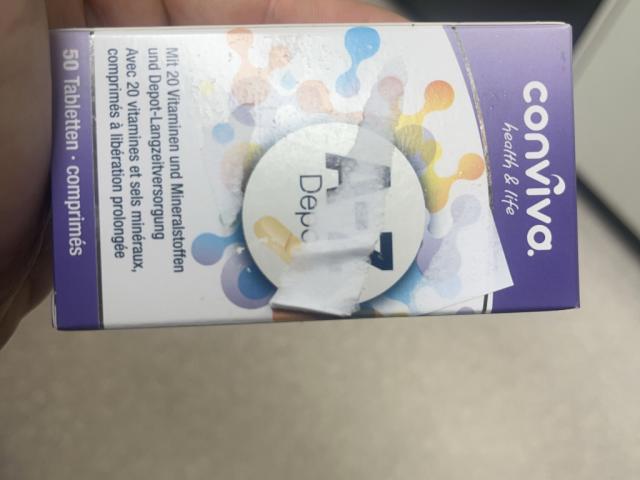 conviva.
health & life
A-Z
Mit 20 Vitaminen und Mineralstoffen
und Depot-Langzeitversorgung
Avec 20 vitamines et sels minéraux,
comprimés à libération prolongée
50 Tabletten · comprimés